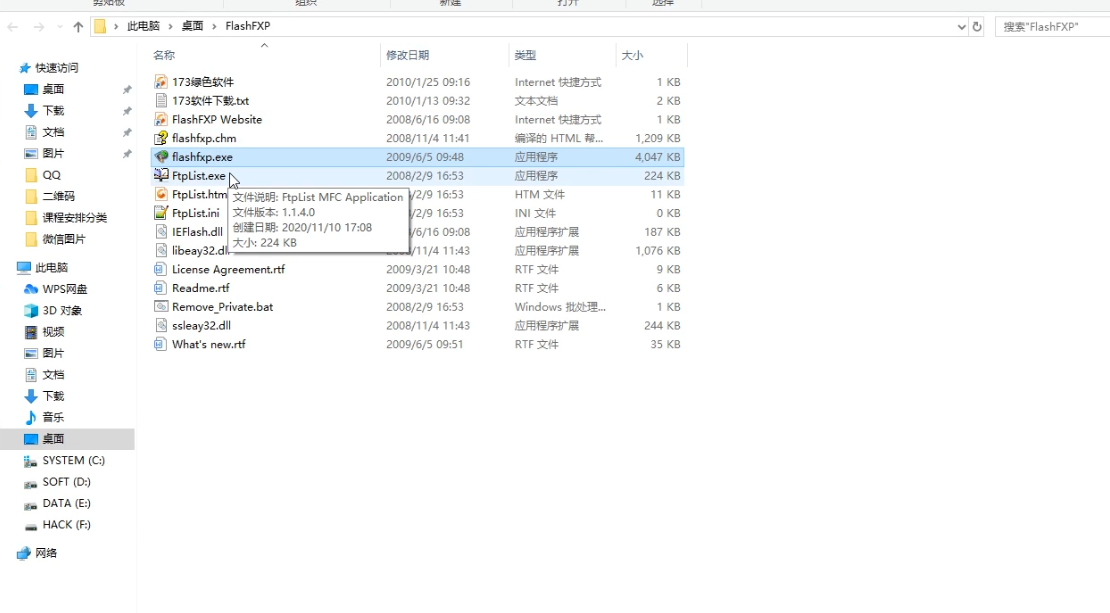 剪贴板 组织 新建 打开 选择
此电脑 › 桌面 › FlashFXP 搜索"FlashFXP"
名称 修改日期 类型 大小
快速访问
桌面
下载
文档
图片
QQ
二维码
课程安排分类
微信图片
此电脑
WPS网盘
3D 对象
视频
图片
文档
下载
音乐
桌面
SYSTEM (C:)
SOFT (D:)
DATA (E:)
HACK (F:)
网络
173绿色软件 2010/1/25 09:16 Internet 快捷方式 1 KB
173软件下载.txt 2010/1/13 09:32 文本文档 2 KB
FlashFXP Website 2008/6/16 09:08 Internet 快捷方式 1 KB
flashfxp.chm 2008/11/4 11:41 编译的 HTML 帮... 1,209 KB
flashfxp.exe 2009/6/5 09:48 应用程序 4,047 KB
FtpList.exe 2008/2/9 16:53 应用程序 224 KB
FtpList.htm /2/9 16:53 HTM 文件 11 KB
FtpList.ini /2/9 16:53 INI 文件 0 KB
IEFlash.dll /6/16 09:08 应用程序扩展 187 KB
libeay32.dll /11/4 11:43 应用程序扩展 1,076 KB
License Agreement.rtf 2009/3/21 10:48 RTF 文件 9 KB
Readme.rtf 2009/3/21 10:48 RTF 文件 6 KB
Remove_Private.bat 2008/2/9 16:53 Windows 批处理... 1 KB
ssleay32.dll 2008/11/4 11:43 应用程序扩展 244 KB
What's new.rtf 2009/6/5 09:51 RTF 文件 35 KB
文件说明: FtpList MFC Application
文件版本: 1.1.4.0
创建日期: 2020/11/10 17:08
大小: 224 KB